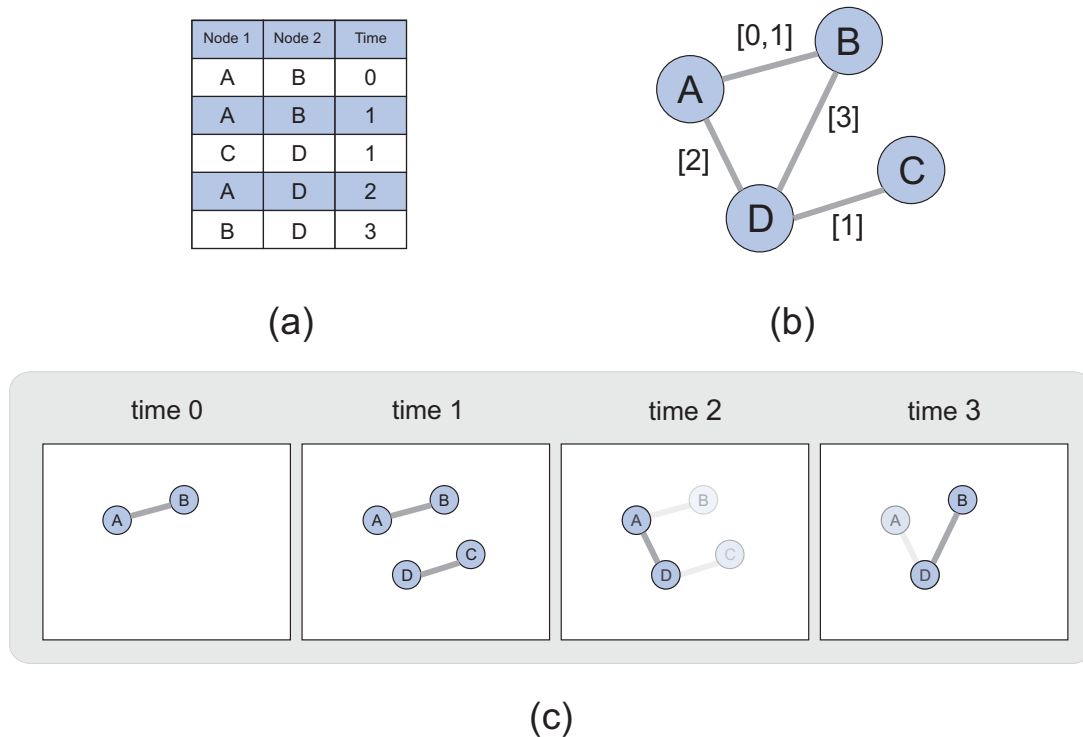 Node 1 Node 2 Time
A B 0
A B 1
C D 1
A D 2
B D 3
(a)
[0,1]
B
A
[3]
[2]
C
D
[1]
(b)
time 0 time 1 time 2 time 3
A B
A B
D C
A B
D C
A B
D
(c)